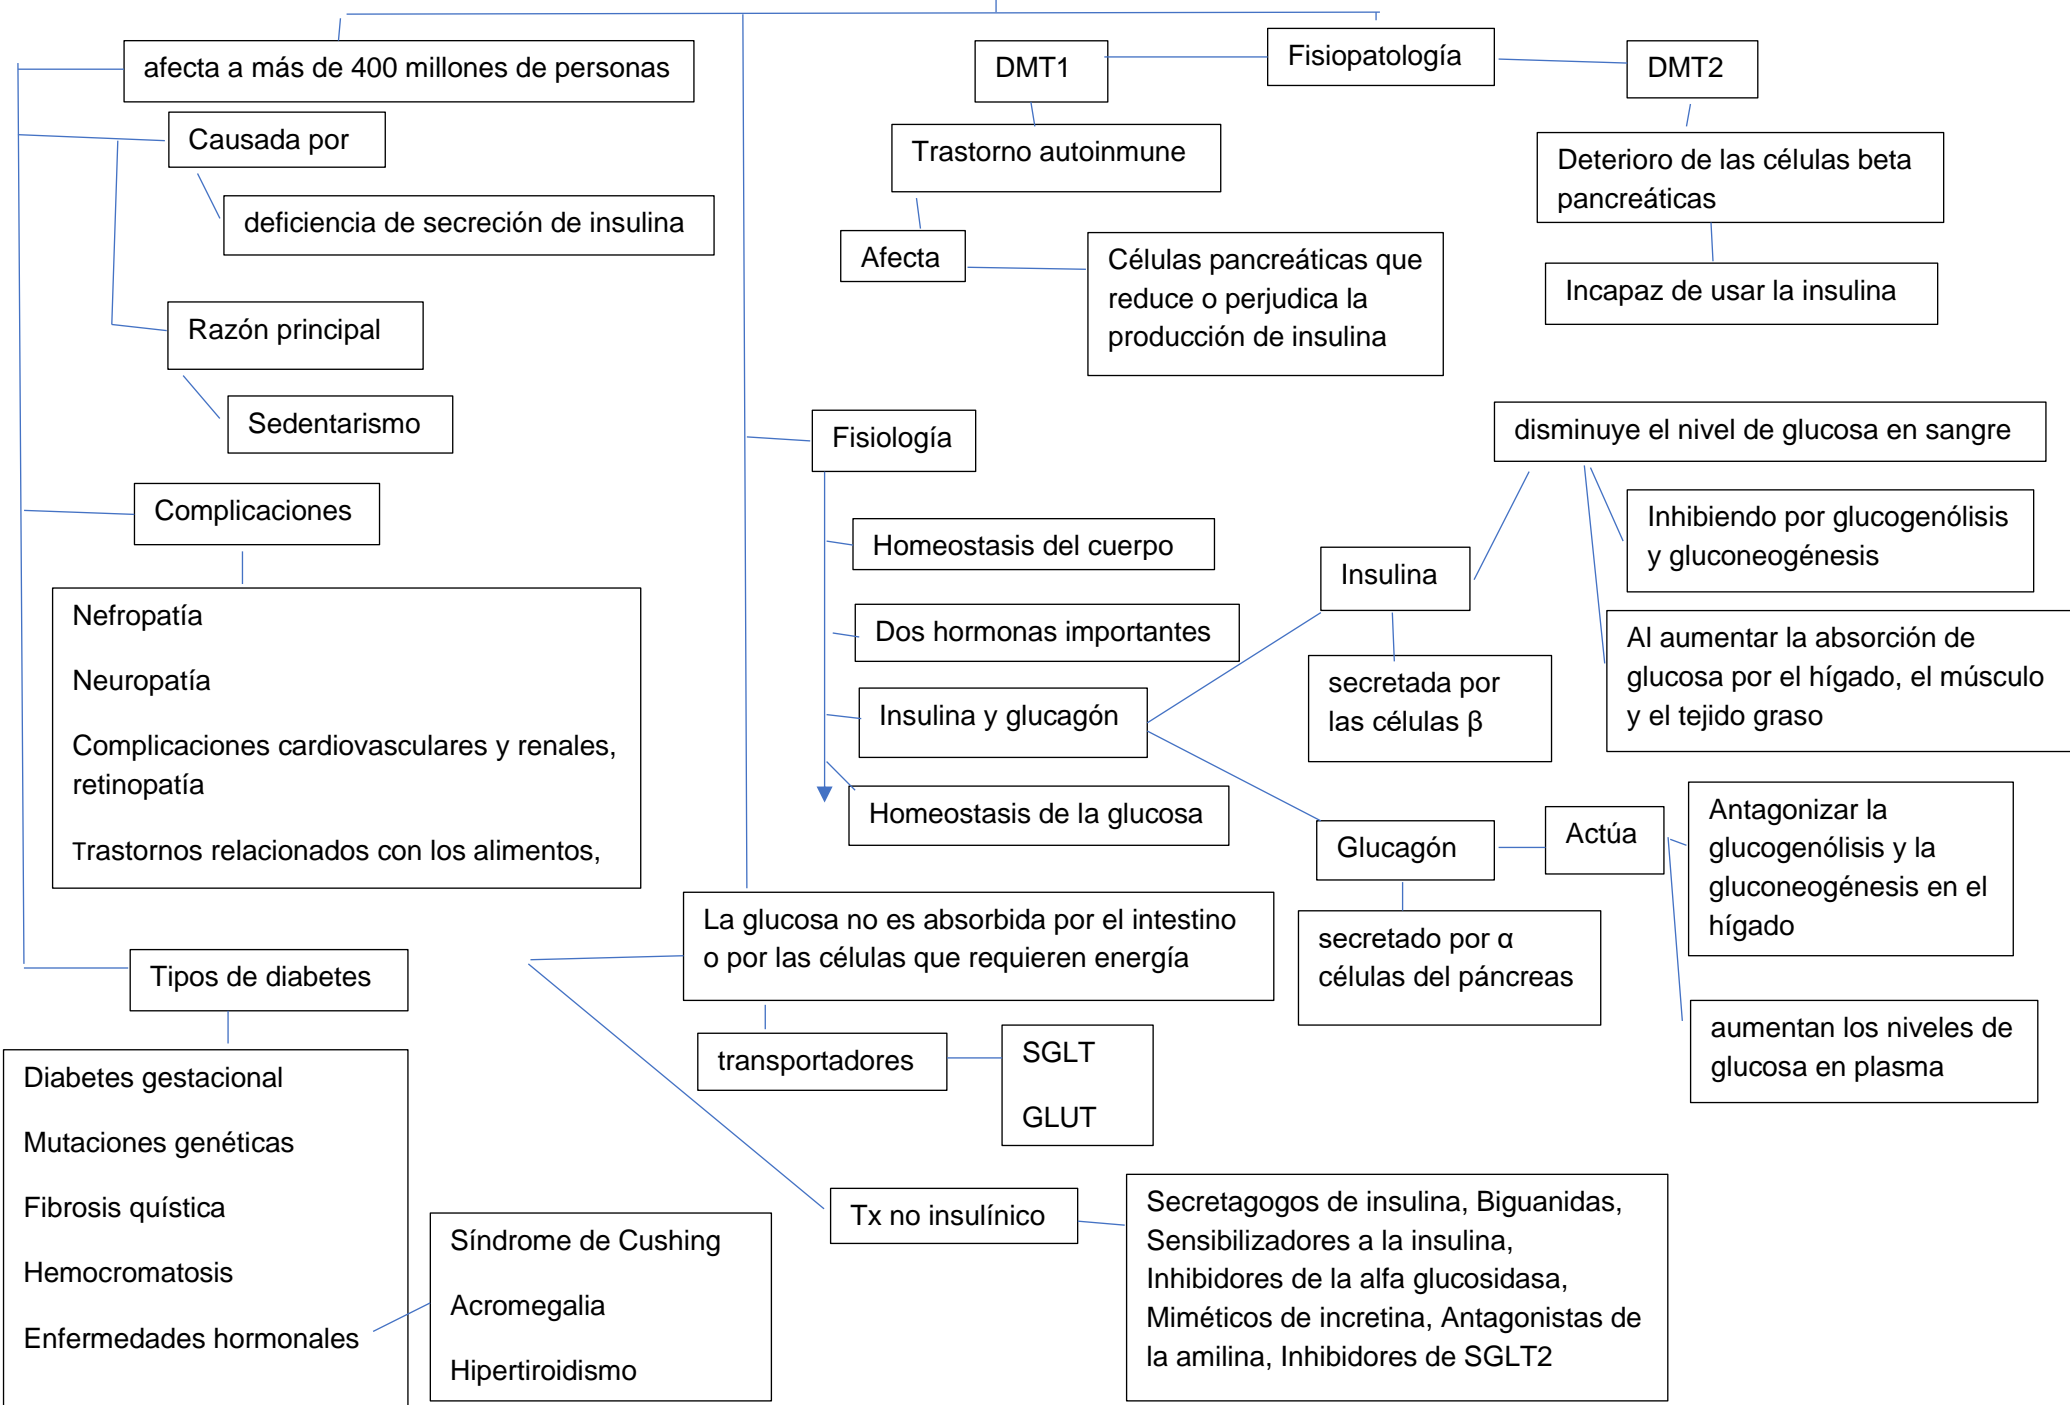 afecta a más de 400 millones de personas
Causada por
deficiencia de secreción de insulina
Razón principal
Sedentarismo
Complicaciones
Nefropatía
Neuropatía
Complicaciones cardiovasculares y renales,
retinopatía
Trastornos relacionados con los alimentos,
Tipos de diabetes
Diabetes gestacional
Mutaciones genéticas
Fibrosis quística
Hemocromatosis
Enfermedades hormonales
Síndrome de Cushing
Acromegalia
Hipertiroidismo
Fisiopatología
DMT1
Trastorno autoinmune
Afecta
Células pancreáticas que
reduce o perjudica la
producción de insulina
DMT2
Deterioro de las células beta
pancreáticas
Incapaz de usar la insulina
Fisiología
Homeostasis del cuerpo
Dos hormonas importantes
Insulina y glucagón
Homeostasis de la glucosa
Insulina
secretada por
las células β
disminuye el nivel de glucosa en sangre
Inhibiendo por glucogenólisis
y gluconeogénesis
Al aumentar la absorción de
glucosa por el hígado, el músculo
y el tejido graso
Glucagón
secretado por α
células del páncreas
Actúa
Antagonizar la
glucogenólisis y la
gluconeogénesis en el
hígado
aumentan los niveles de
glucosa en plasma
La glucosa no es absorbida por el intestino
o por las células que requieren energía
transportadores
SGLT
GLUT
Tx no insulínico
Secretagogos de insulina, Biguanidas,
Sensibilizadores a la insulina,
Inhibidores de la alfa glucosidasa,
Miméticos de incretina, Antagonistas de
la amilina, Inhibidores de SGLT2